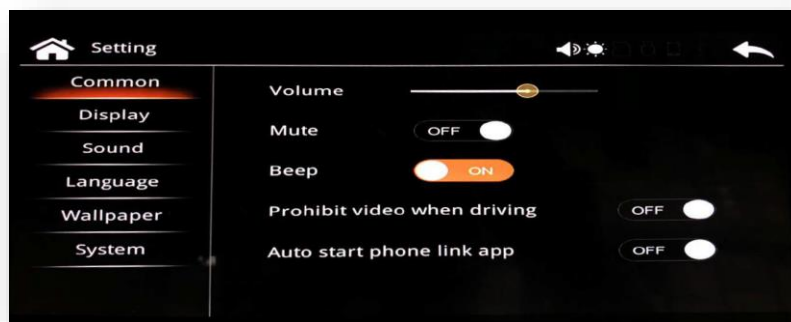 Setting
Common
Display
Sound
Language
Wallpaper
System
Volume
Mute OFF
Beep ON
Prohibit video when driving OFF
Auto start phone link app OFF